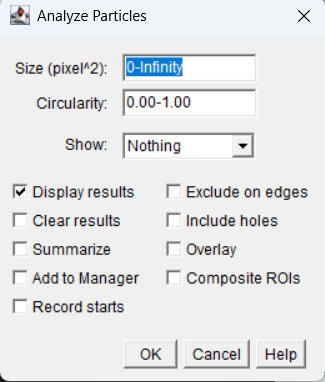 Analyze Particles
Size (pixel^2): 0-Infinity
Circularity: 0.00-1.00
Show: Nothing
Display results Exclude on edges
Clear results Include holes
Summarize Overlay
Add to Manager Composite ROIs
Record starts
OK Cancel Help